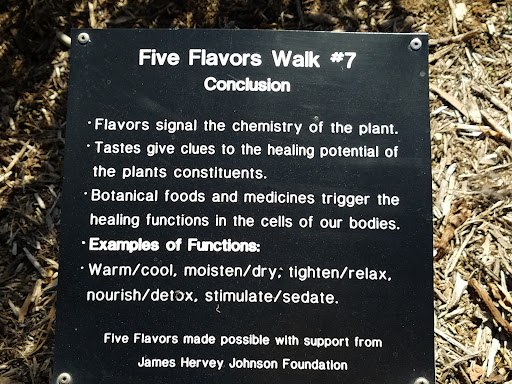 Five Flavors Walk #7
Conclusion
· Flavors signal the chemistry of the plant.
· Tastes give clues to the healing potential of
the plants constituents.
· Botanical foods and medicines trigger the
healing functions in the cells of our bodies.
· Examples of Functions:
· Warm/cool, moisten/dry, tighten/relax,
nourish/detox, stimulate/sedate.
Five Flavors made possible with support from
James Hervey Johnson Foundation